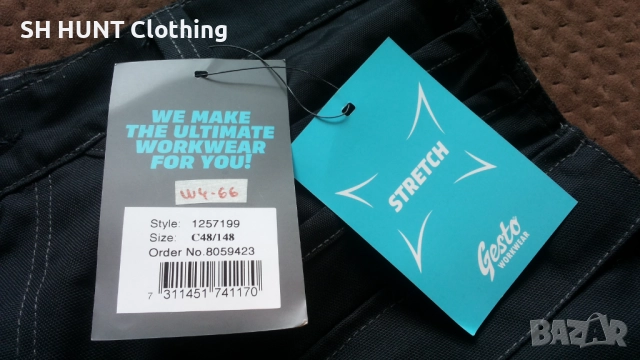 SH HUNT Clothing
WE MAKE
THE ULTIMATE
WORKWEAR
FOR YOU!
W4-66
Style: 1257199
Size: C48/148
Order No.8059423
7 311451 741170
STRETCH
Gesto
WORKWEAR
BAZAR